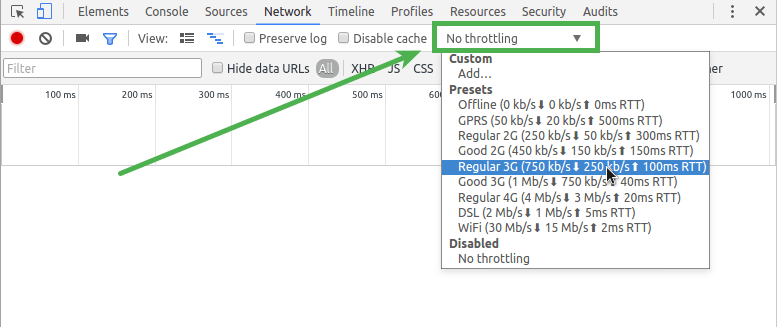 Elements Console Sources Network Timeline Profiles Resources Security Audits
View: Preserve log Disable cache No throttling
Filter Hide data URLs All XHR JS CSS
100 ms 200 ms 300 ms 400 ms 500 ms 1000 ms
Custom
Add…
Presets
Offline (0 kb/s⬇ 0 kb/s⬆ 0ms RTT)
GPRS (50 kb/s⬇ 20 kb/s⬆ 500ms RTT)
Regular 2G (250 kb/s⬇ 50 kb/s⬆ 300ms RTT)
Good 2G (450 kb/s⬇ 150 kb/s⬆ 150ms RTT)
Regular 3G (750 kb/s⬇ 250 kb/s⬆ 100ms RTT)
Good 3G (1 Mb/s⬇ 750 kb/s⬆ 40ms RTT)
Regular 4G (4 Mb/s⬇ 3 Mb/s⬆ 20ms RTT)
DSL (2 Mb/s⬇ 1 Mb/s⬆ 5ms RTT)
WiFi (30 Mb/s⬇ 15 Mb/s⬆ 2ms RTT)
Disabled
No throttling